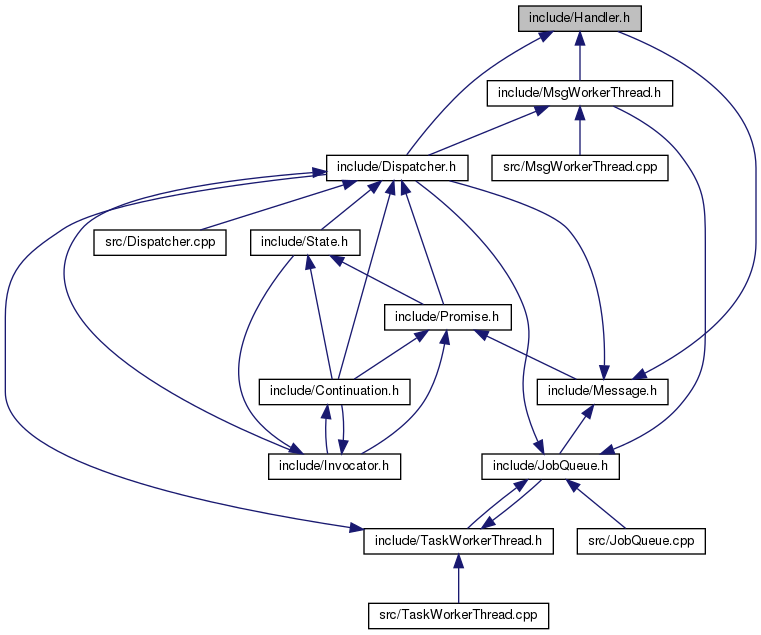 include/Handler.h
include/MsgWorkerThread.h
include/Dispatcher.h
src/MsgWorkerThread.cpp
src/Dispatcher.cpp
include/State.h
include/Promise.h
include/Continuation.h
include/Message.h
include/Invocator.h
include/JobQueue.h
include/TaskWorkerThread.h
src/JobQueue.cpp
src/TaskWorkerThread.cpp